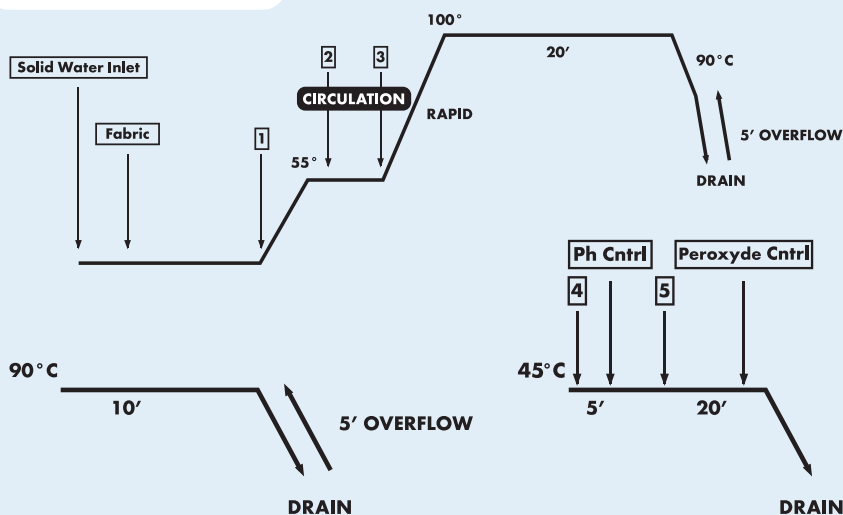 100°
2
3
Solid Water Inlet
20'
90°C
CIRCULATION
RAPID
Fabric
1
5' OVERFLOW
55°
DRAIN
Ph Cntrl
Peroxyde Cntrl
4
5
90°C
45°C
10'
5'
20'
5' OVERFLOW
DRAIN
DRAIN